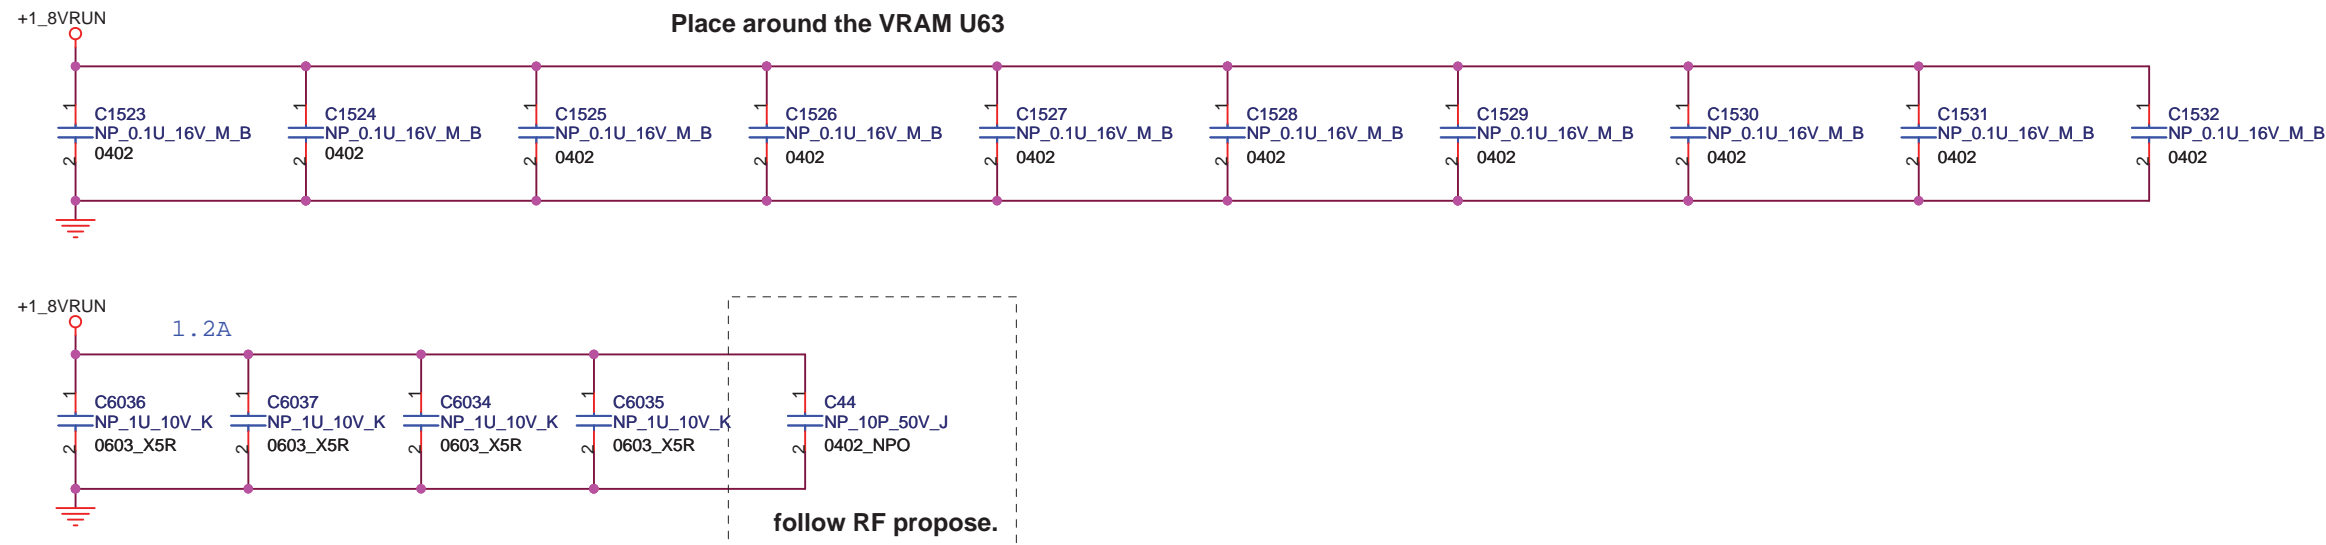 +1_8VRUN
Place around the VRAM U63
1 1 1 1 1 1 1 1 1 1
C1523 C1524 C1525 C1526 C1527 C1528 C1529 C1530 C1531 C1532
NP_0.1U_16V_M_B NP_0.1U_16V_M_B NP_0.1U_16V_M_B NP_0.1U_16V_M_B NP_0.1U_16V_M_B NP_0.1U_16V_M_B NP_0.1U_16V_M_B NP_0.1U_16V_M_B NP_0.1U_16V_M_B NP_0.1U_16V_M_B
0402 0402 0402 0402 0402 0402 0402 0402 0402 0402
2 2 2 2 2 2 2 2 2 2
+1_8VRUN
1.2A
1 1 1 1 1
C6036 C6037 C6034 C6035 C44
NP_1U_10V_K NP_1U_10V_K NP_1U_10V_K NP_1U_10V_K NP_10P_50V_J
0603_X5R 0603_X5R 0603_X5R 0603_X5R 0402_NPO
2 2 2 2 2
follow RF propose.